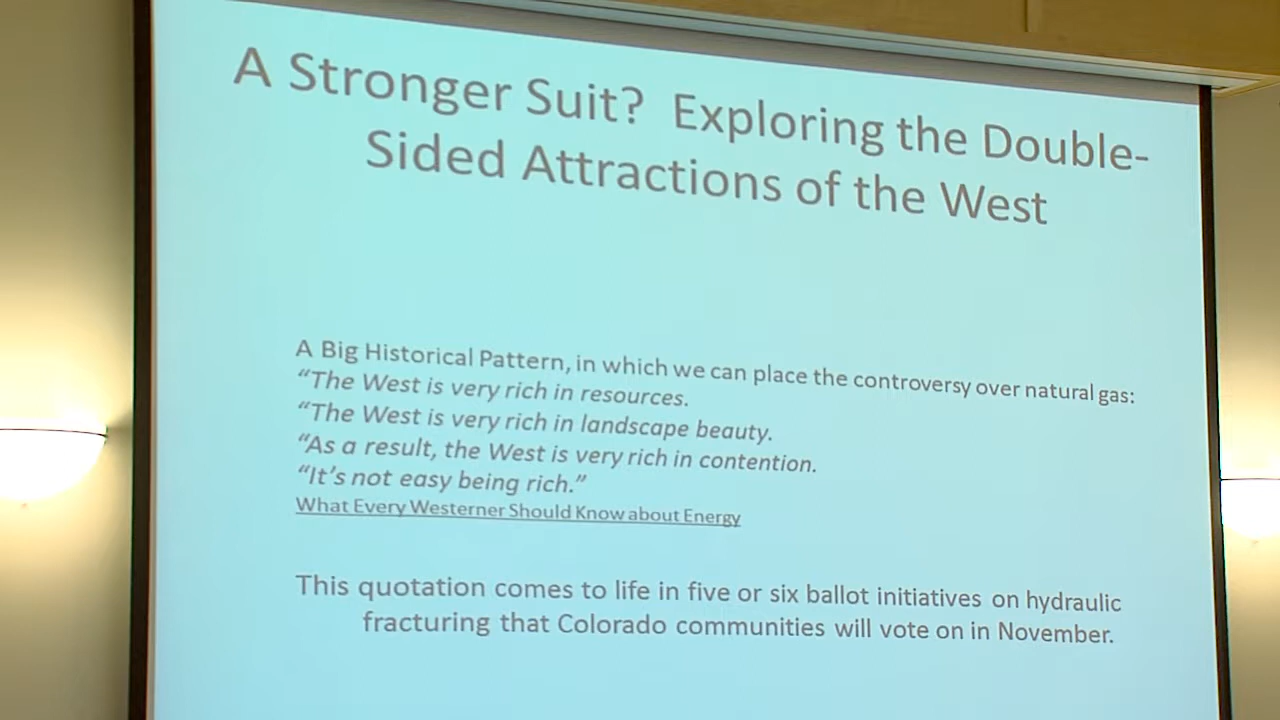 A Stronger Suit? Exploring the Double-
Sided Attractions of the West
A Big Historical Pattern, in which we can place the controversy over natural gas:
“The West is very rich in resources.
“The West is very rich in landscape beauty.
“As a result, the West is very rich in contention.
“It’s not easy being rich.”
What Every Westerner Should Know about Energy
This quotation comes to life in five or six ballot initiatives on hydraulic
fracturing that Colorado communities will vote on in November.